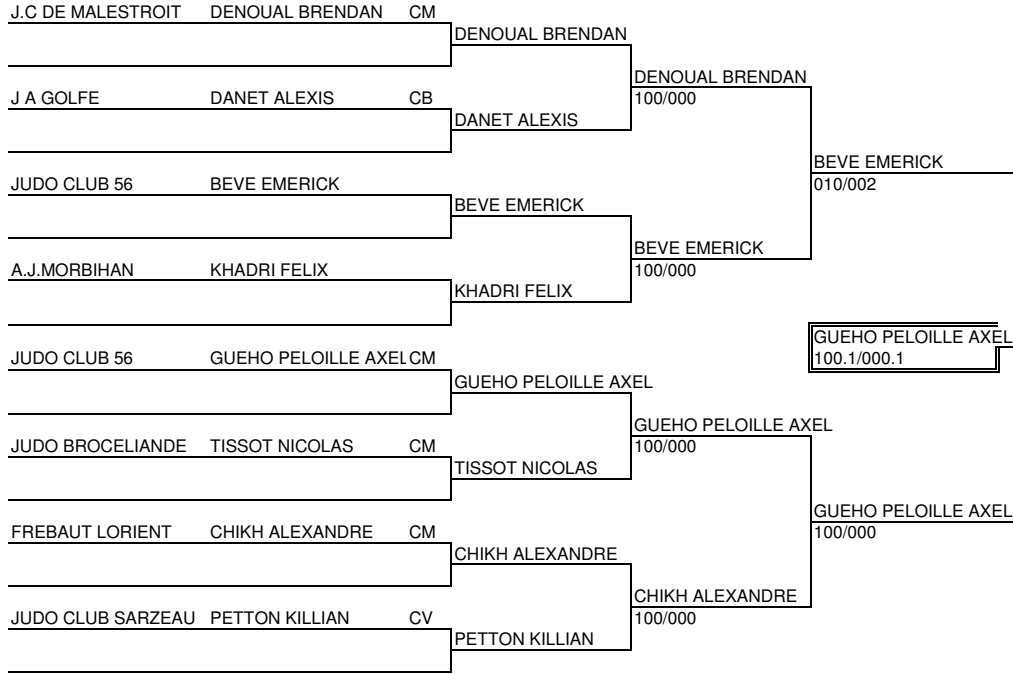 J.C DE MALESTROIT DENOUAL BRENDAN CM
DENOUAL BRENDAN
DENOUAL BRENDAN
100/000
J A GOLFE DANET ALEXIS CB
DANET ALEXIS
BEVE EMERICK
010/002
JUDO CLUB 56 BEVE EMERICK
BEVE EMERICK
BEVE EMERICK
100/000
A.J.MORBIHAN KHADRI FELIX
KHADRI FELIX
GUEHO PELOILLE AXEL
100.1/000.1
JUDO CLUB 56 GUEHO PELOILLE AXEL CM
GUEHO PELOILLE AXEL
GUEHO PELOILLE AXEL
100/000
JUDO BROCELIANDE TISSOT NICOLAS CM
TISSOT NICOLAS
GUEHO PELOILLE AXEL
100/000
FREBAUT LORIENT CHIKH ALEXANDRE CM
CHIKH ALEXANDRE
CHIKH ALEXANDRE
100/000
JUDO CLUB SARZEAU PETTON KILLIAN CV
PETTON KILLIAN